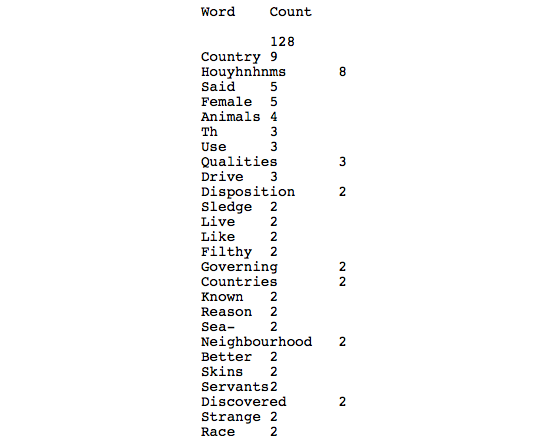 Word Count
128
Country 9
Houyhnhnms 8
Said 5
Female 5
Animals 4
Th 3
Use 3
Qualities 3
Drive 3
Disposition 2
Sledge 2
Live 2
Like 2
Filthy 2
Governing 2
Countries 2
Known 2
Reason 2
Sea- 2
Neighbourhood 2
Better 2
Skins 2
Servants2
Discovered 2
Strange 2
Race 2